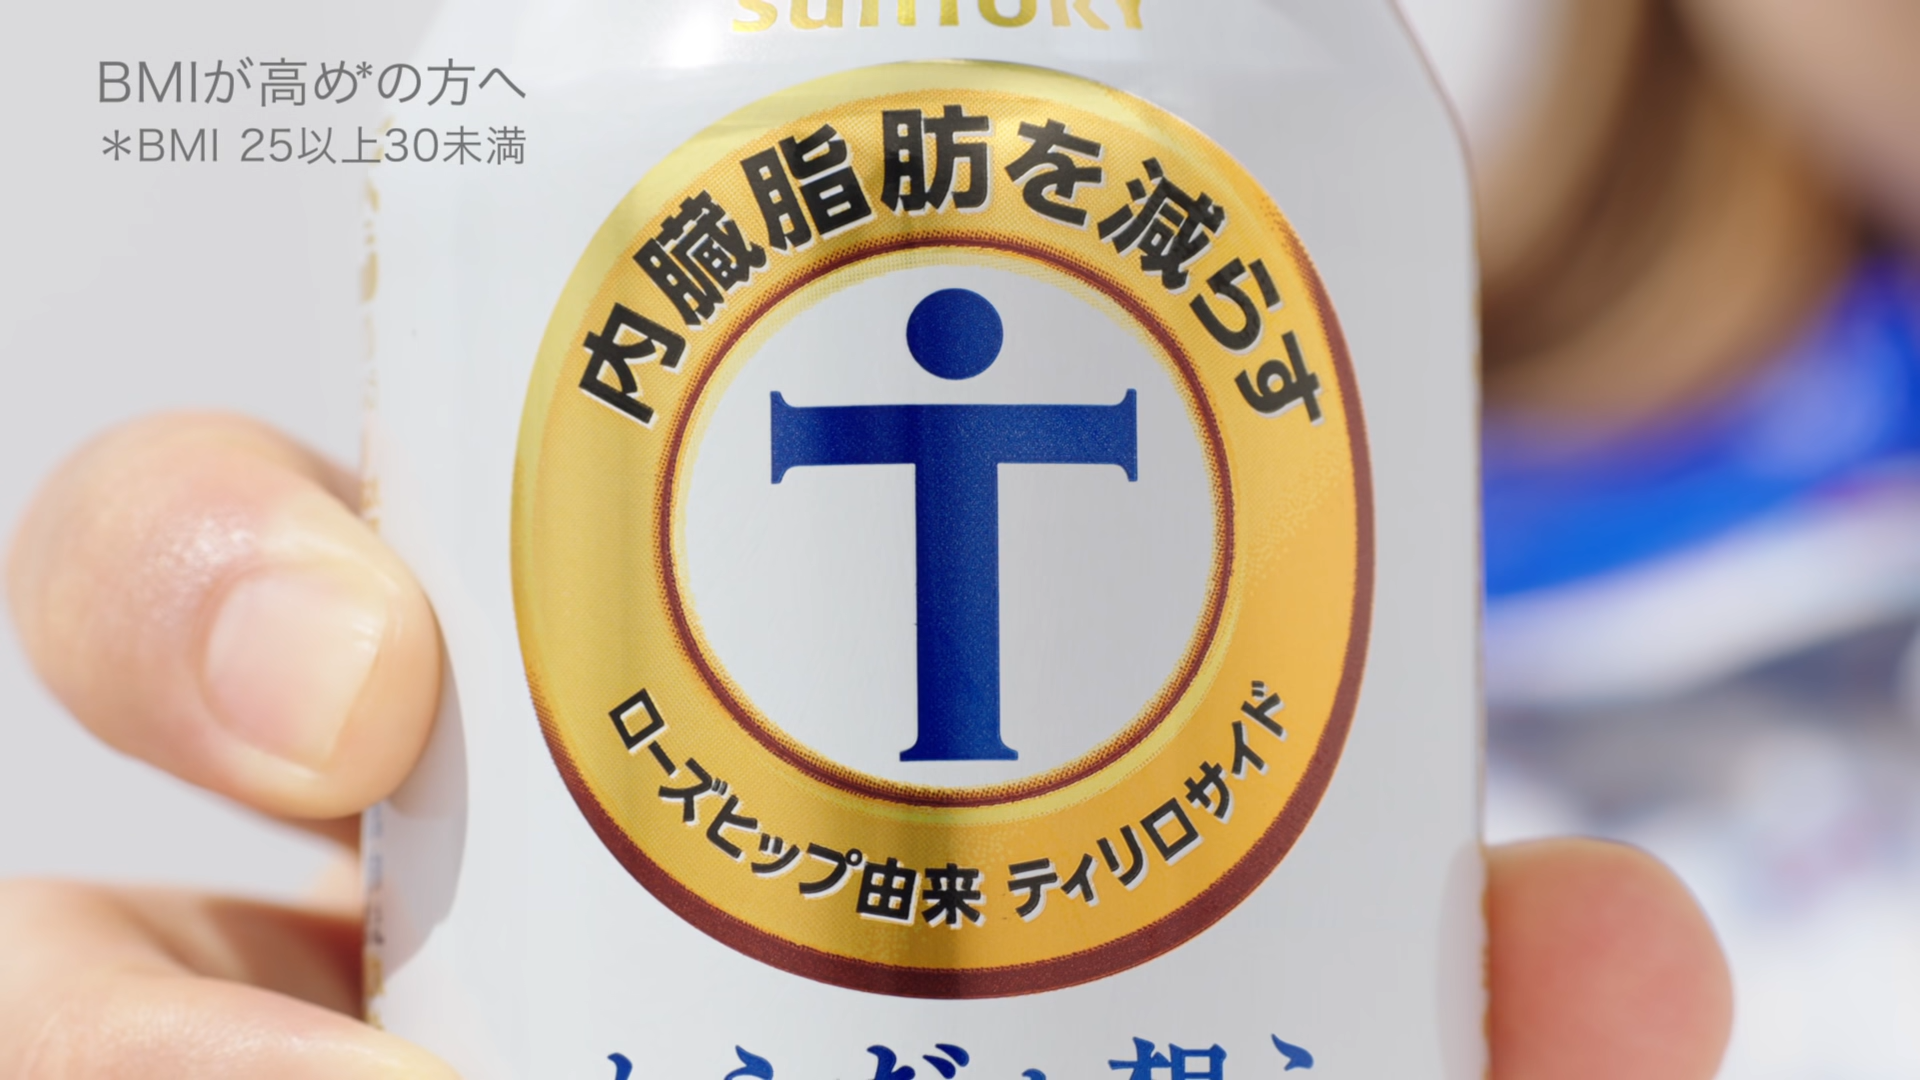 SUNTORY
BMIが高め*の方へ
＊BMI 25以上30未満
内臓脂肪を減らす
ローズヒップ由来 ティリロサイド